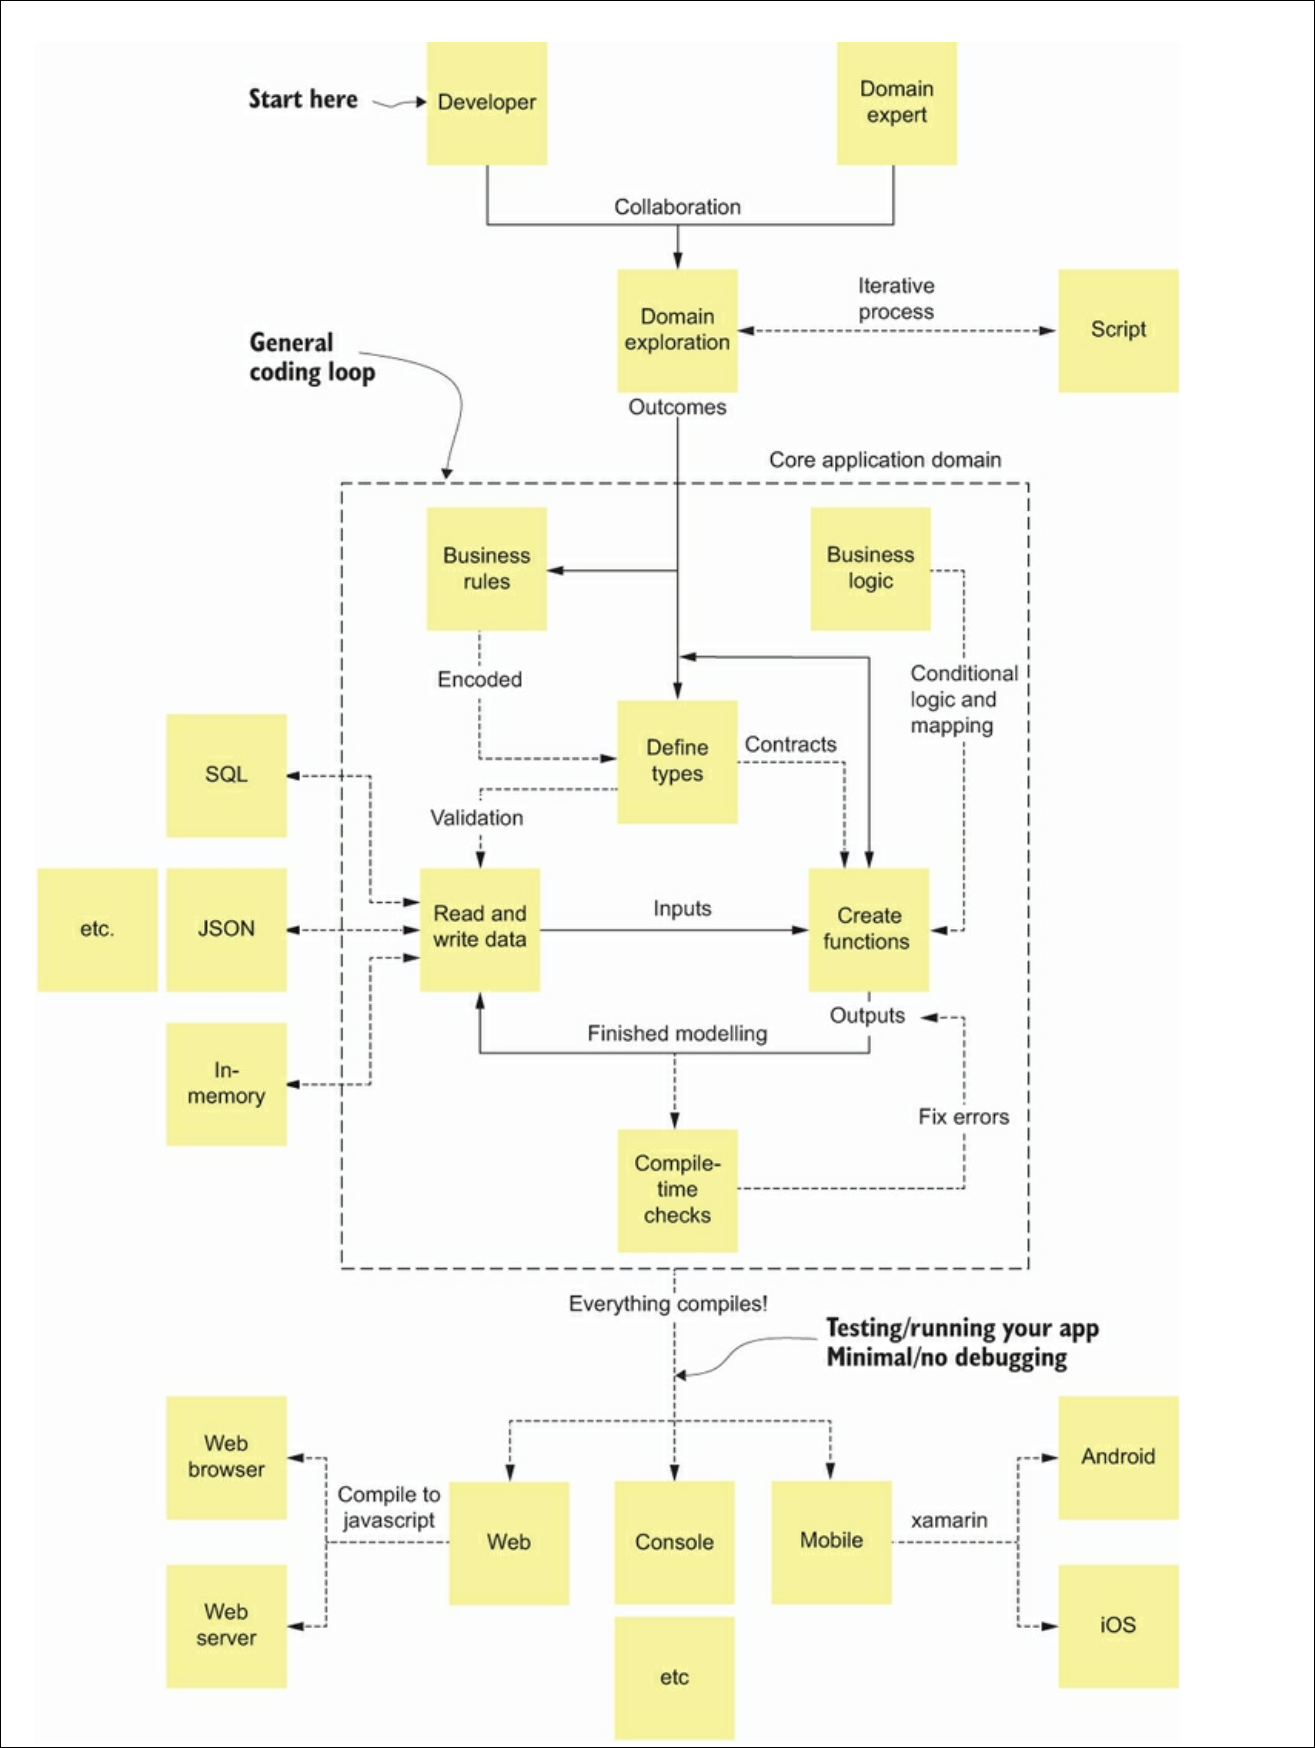 Start here
Developer
Domain
expert
Collaboration
Domain
exploration
Iterative
process
Script
General
coding loop
Outcomes
Core application domain
Business
rules
Business
logic
Encoded
Conditional
logic and
mapping
Define
types
Contracts
SQL
Validation
etc.
JSON
Read and
write data
Inputs
Create
functions
Outputs
Finished modelling
In-
memory
Fix errors
Compile-
time
checks
Everything compiles!
Testing/running your app
Minimal/no debugging
Web
browser
Compile to
javascript
Web
Console
Mobile
xamarin
Android
Web
server
iOS
etc